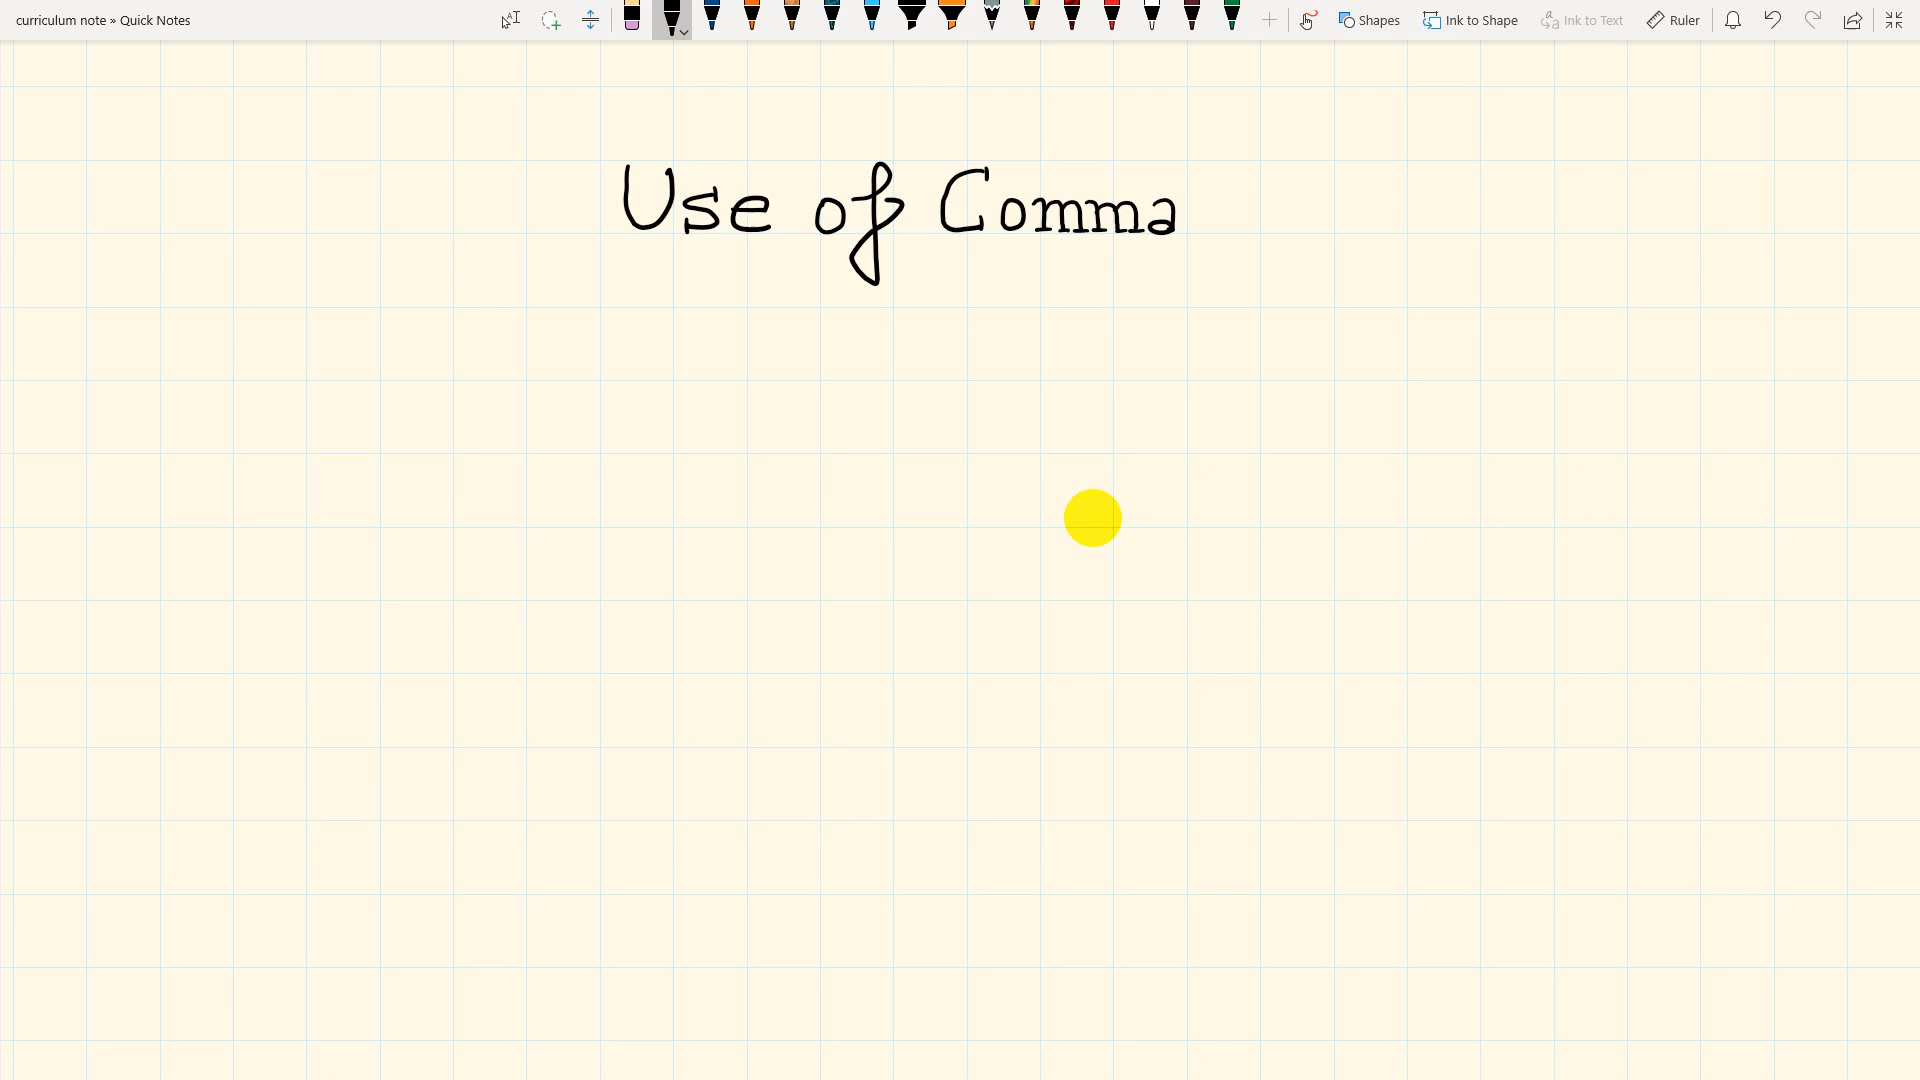 curriculum note » Quick Notes
Shapes
Ink to Shape
Ink to Text
Ruler
Use of Comma